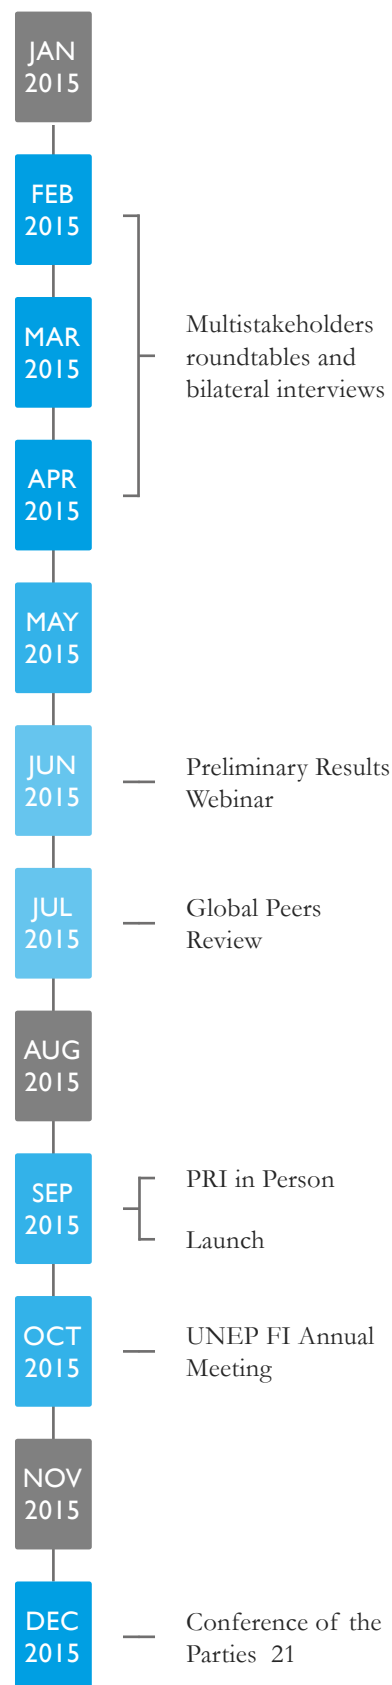 JAN
2015
FEB
2015
MAR
2015
Multistakeholders
roundtables and
bilateral interviews
APR
2015
MAY
2015
JUN
2015
Preliminary Results
Webinar
JUL
2015
Global Peers
Review
AUG
2015
SEP
2015
PRI in Person
Launch
OCT
2015
UNEP FI Annual
Meeting
NOV
2015
DEC
2015
Conference of the
Parties 21